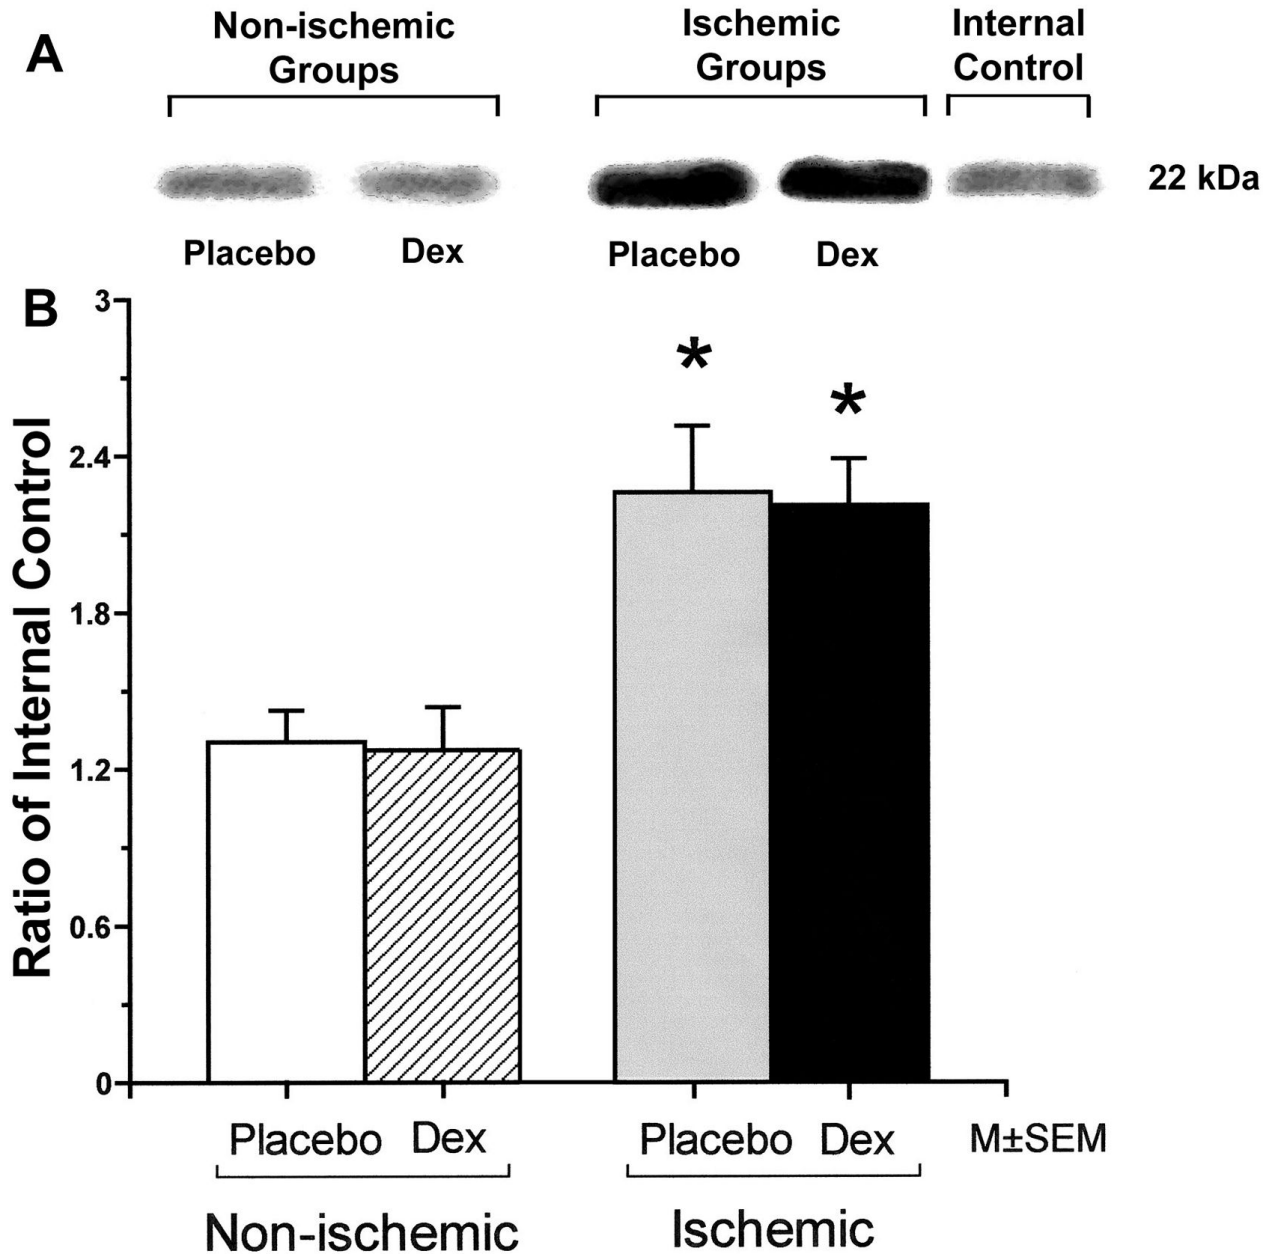 A
Non-ischemic
Groups
Ischemic
Groups
Internal
Control
22 kDa
Placebo
Dex
Placebo
Dex
B
Ratio of Internal Control
3
2.4
1.8
1.2
0.6
0
*
*
Placebo
Dex
Placebo
Dex
M±SEM
Non-ischemic
Ischemic